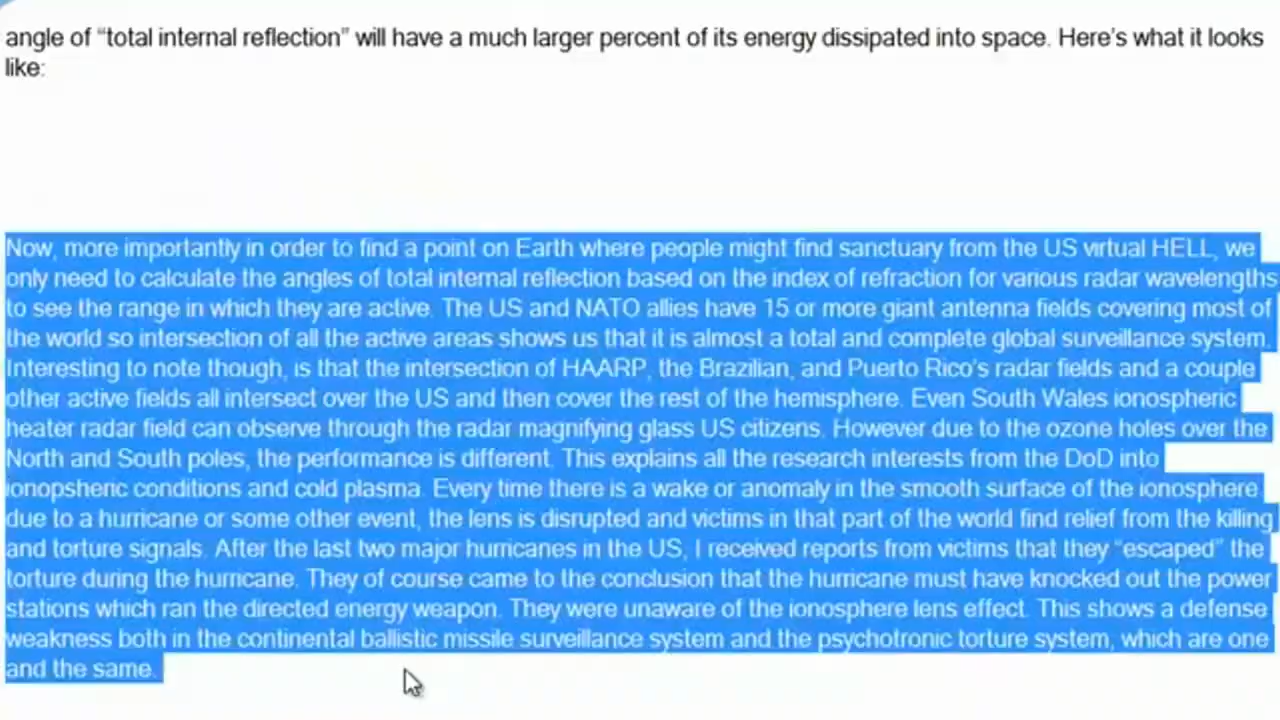 angle of “total internal reflection” will have a much larger percent of its energy dissipated into space. Here’s what it looks
like:
Now, more importantly in order to find a point on Earth where people might find sanctuary from the US virtual HELL, we
only need to calculate the angles of total internal reflection based on the index of refraction for various radar wavelengths
to see the range in which they are active. The US and NATO allies have 15 or more giant antenna fields covering most of
the world so intersection of all the active areas shows us that it is almost a total and complete global surveillance system.
Interesting to note though, is that the intersection of HAARP, the Brazilian, and Puerto Rico’s radar fields and a couple
other active fields all intersect over the US and then cover the rest of the hemisphere. Even South Wales ionospheric
heater radar field can observe through the radar magnifying glass US citizens. However due to the ozone holes over the
North and South poles, the performance is different. This explains all the research interests from the DoD into
ionopsheric conditions and cold plasma. Every time there is a wake or anomaly in the smooth surface of the ionosphere
due to a hurricane or some other event, the lens is disrupted and victims in that part of the world find relief from the killing
and torture signals. After the last two major hurricanes in the US, I received reports from victims that they “escaped” the
torture during the hurricane. They of course came to the conclusion that the hurricane must have knocked out the power
stations which ran the directed energy weapon. They were unaware of the ionosphere lens effect. This shows a defense
weakness both in the continental ballistic missile surveillance system and the psychotronic torture system, which are one
and the same.